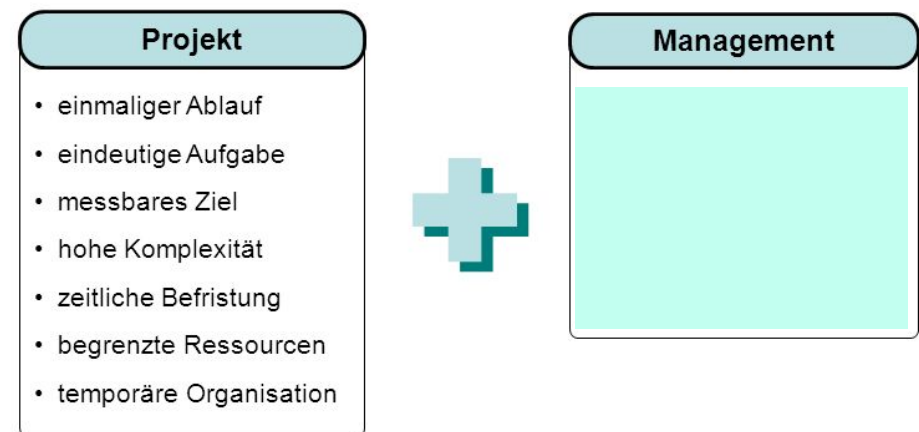 Projekt
• einmaliger Ablauf
• eindeutige Aufgabe
• messbares Ziel
• hohe Komplexität
• zeitliche Befristung
• begrenzte Ressourcen
• temporäre Organisation
Management